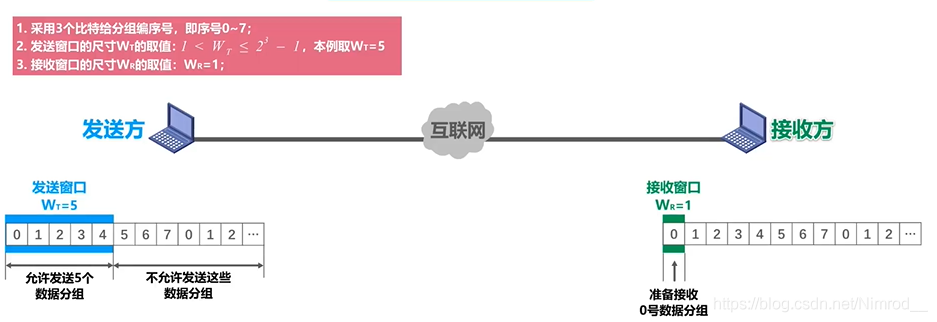 1. 采用3个比特给分组编序号，即序号0~7；
2. 发送窗口的尺寸WT的取值：1 < WT ≤ 2³ − 1，本例取WT=5
3. 接收窗口的尺寸WR的取值：WR=1；
发送方
互联网
接收方
发送窗口
WT=5
接收窗口
WR=1
0 1 2 3 4 5 6 7 0 1 2 ···
0 1 2 3 4 5 6 7 0 1 2 ···
允许发送5个
数据分组
不允许发送这些
数据分组
准备接收
0号数据分组
https://blog.csdn.net/Nimrod__